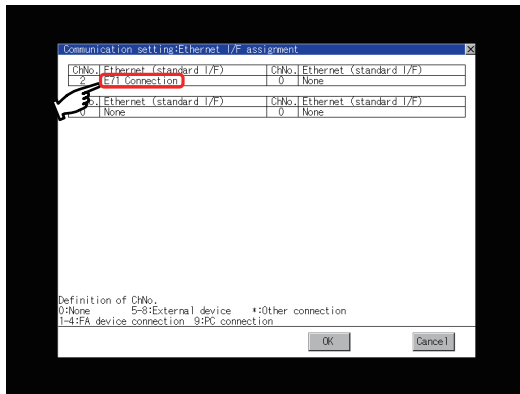 Communication setting:Ethernet I/F assignment
ChNo. Ethernet (standard I/F) ChNo. Ethernet (standard I/F)
2 E71 Connection 0 None
o. Ethernet (standard I/F) ChNo. Ethernet (standard I/F)
0 None 0 None
Definition of ChNo.
0:None 5-8:External device *:Other connection
1-4:FA device connection 9:PC connection
OK Cancel